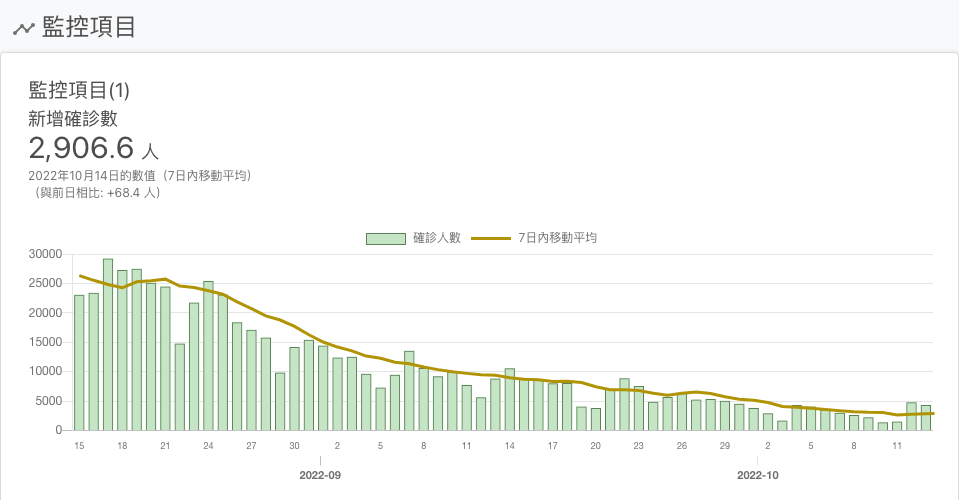 監控項目
監控項目(1)
新增確診數
2,906.6 人
2022年10月14日的數值（7日內移動平均）
（與前日相比: +68.4 人）
確診人數 7日內移動平均
30000
25000
20000
15000
10000
5000
0
15 18 21 24 27 30 2 5 8 11 14 17 20 23 26 29 2 5 8 11
2022-09 2022-10